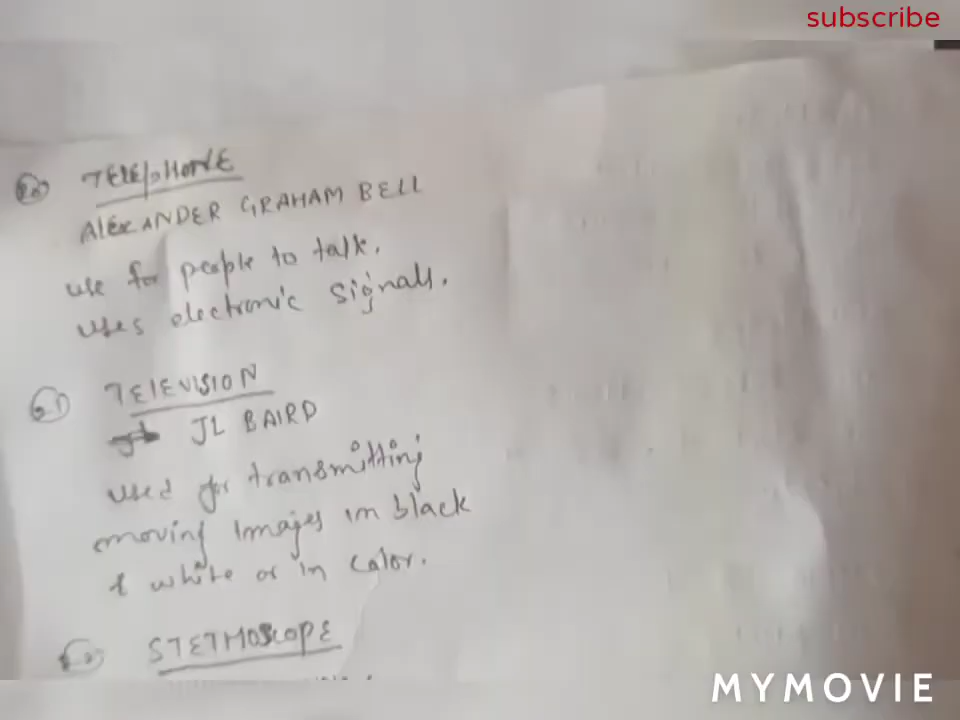 subscribe
TELEPHONE
ALEXANDER GRAHAM BELL
use for people to talk.
uses electronic signals.
TELEVISION
JL BAIRD
used for transmitting
moving images in black
& white or in color.
STETHOSCOPE
MYMOVIE